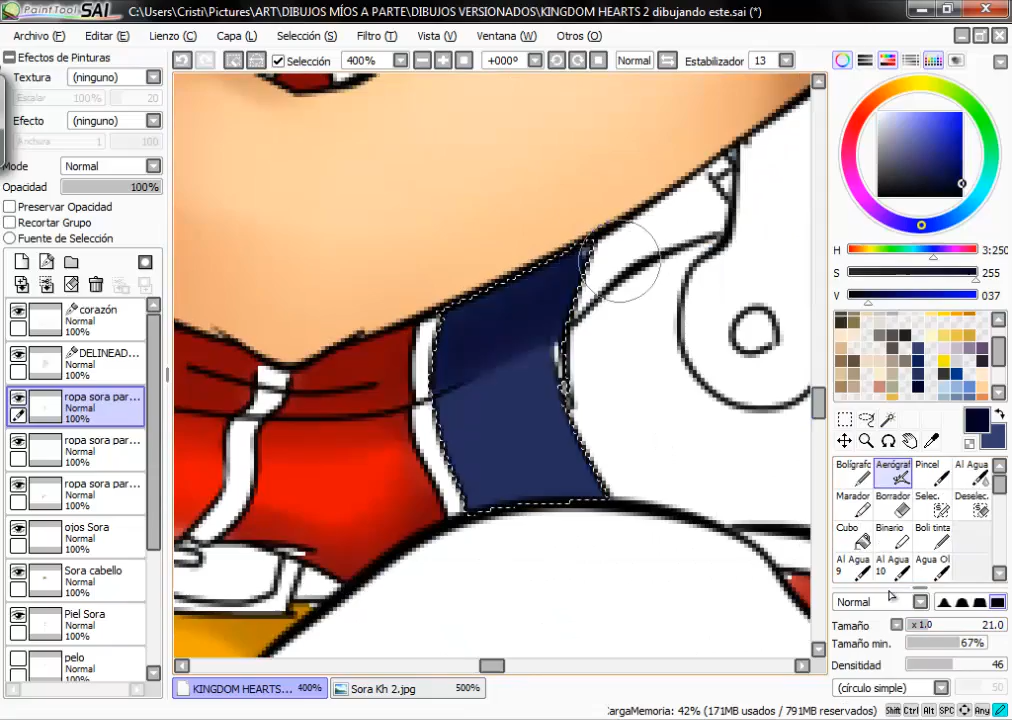 PaintTool SAI C:\Users\Cristi\Pictures\ART\DIBUJOS MÍOS A PARTE\DIBUJOS VERSIONADOS\KINGDOM HEARTS 2 dibujando este.sai (*)
Archivo (F) Editar (E) Lienzo (C) Capa (L) Selección (S) Filtro (T) Vista (V) Ventana (W) Otros (O)
Efectos de Pinturas
Selección 400% +000º Normal Estabilizador 13
Textura (ninguno)
Escalar 100% 20
Efecto (ninguno)
Anchura 1 100
Mode Normal
Opacidad 100%
Preservar Opacidad
Recortar Grupo
Fuente de Selección
corazón
Normal
100%
DELINEAD...
Normal
100%
ropa sora par...
Normal
100%
ropa sora par...
Normal
100%
ropa sora par...
Normal
100%
ojos Sora
Normal
100%
Sora cabello
Normal
100%
Piel Sora
Normal
100%
pelo
Normal
100%
H 3:250
S 255
V 037
Bolígrafc Aerógraf Pincel Al Agua
Marador Borrador Selec. Deselec.
Cubo Binario Boli tinta
Al Agua 9 Al Agua 10 Agua Ol
Normal
Tamaño x 1.0 21.0
Tamaño min. 67%
Densitidad 46
(círculo simple) 50
KINGDOM HEARTS... 400% Sora Kh 2.jpg 500%
CargaMemoria: 42% (171MB usados / 791MB reservados) Shift Ctrl Alt SPC Any